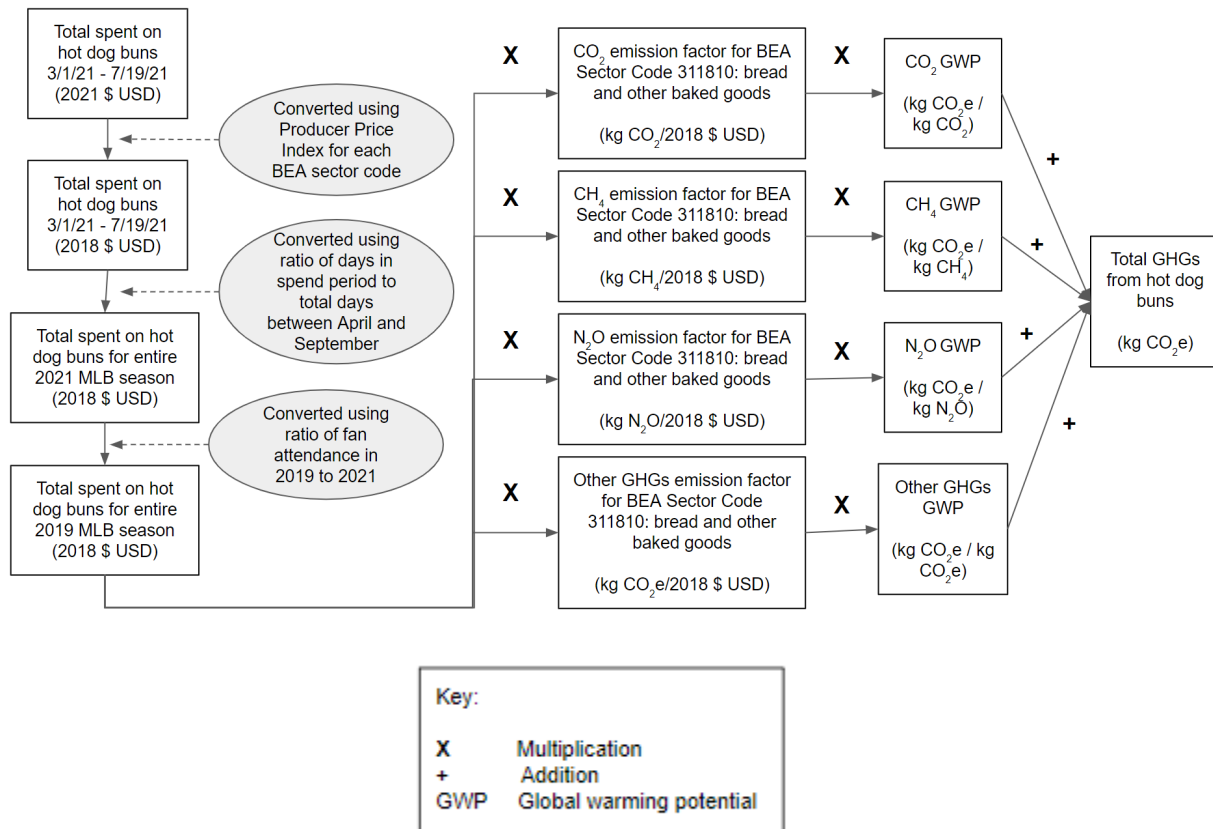 Total spent on
hot dog buns
3/1/21 - 7/19/21
(2021 $ USD)
Converted using
Producer Price
Index for each
BEA sector code
Total spent on
hot dog buns
3/1/21 - 7/19/21
(2018 $ USD)
Converted using
ratio of days in
spend period to
total days
between April and
September
Total spent on hot
dog buns for entire
2021 MLB season
(2018 $ USD)
Converted using
ratio of fan
attendance in
2019 to 2021
Total spent on hot
dog buns for entire
2019 MLB season
(2018 $ USD)
X
CO₂ emission factor for BEA
Sector Code 311810: bread
and other baked goods
(kg CO₂/2018 $ USD)
X
CO₂ GWP
(kg CO₂e /
kg CO₂)
+
X
CH₄ emission factor for BEA
Sector Code 311810: bread
and other baked goods
(kg CH₄/2018 $ USD)
X
CH₄ GWP
(kg CO₂e /
kg CH₄)
+
X
N₂O emission factor for BEA
Sector Code 311810: bread
and other baked goods
(kg N₂O/2018 $ USD)
X
N₂O GWP
(kg CO₂e /
kg N₂O)
+
X
Other GHGs emission factor
for BEA Sector Code
311810: bread and other
baked goods
(kg CO₂e/2018 $ USD)
X
Other GHGs
GWP
(kg CO₂e / kg
CO₂e)
+
Total GHGs
from hot dog
buns
(kg CO₂e)
Key:
X Multiplication
+ Addition
GWP Global warming potential